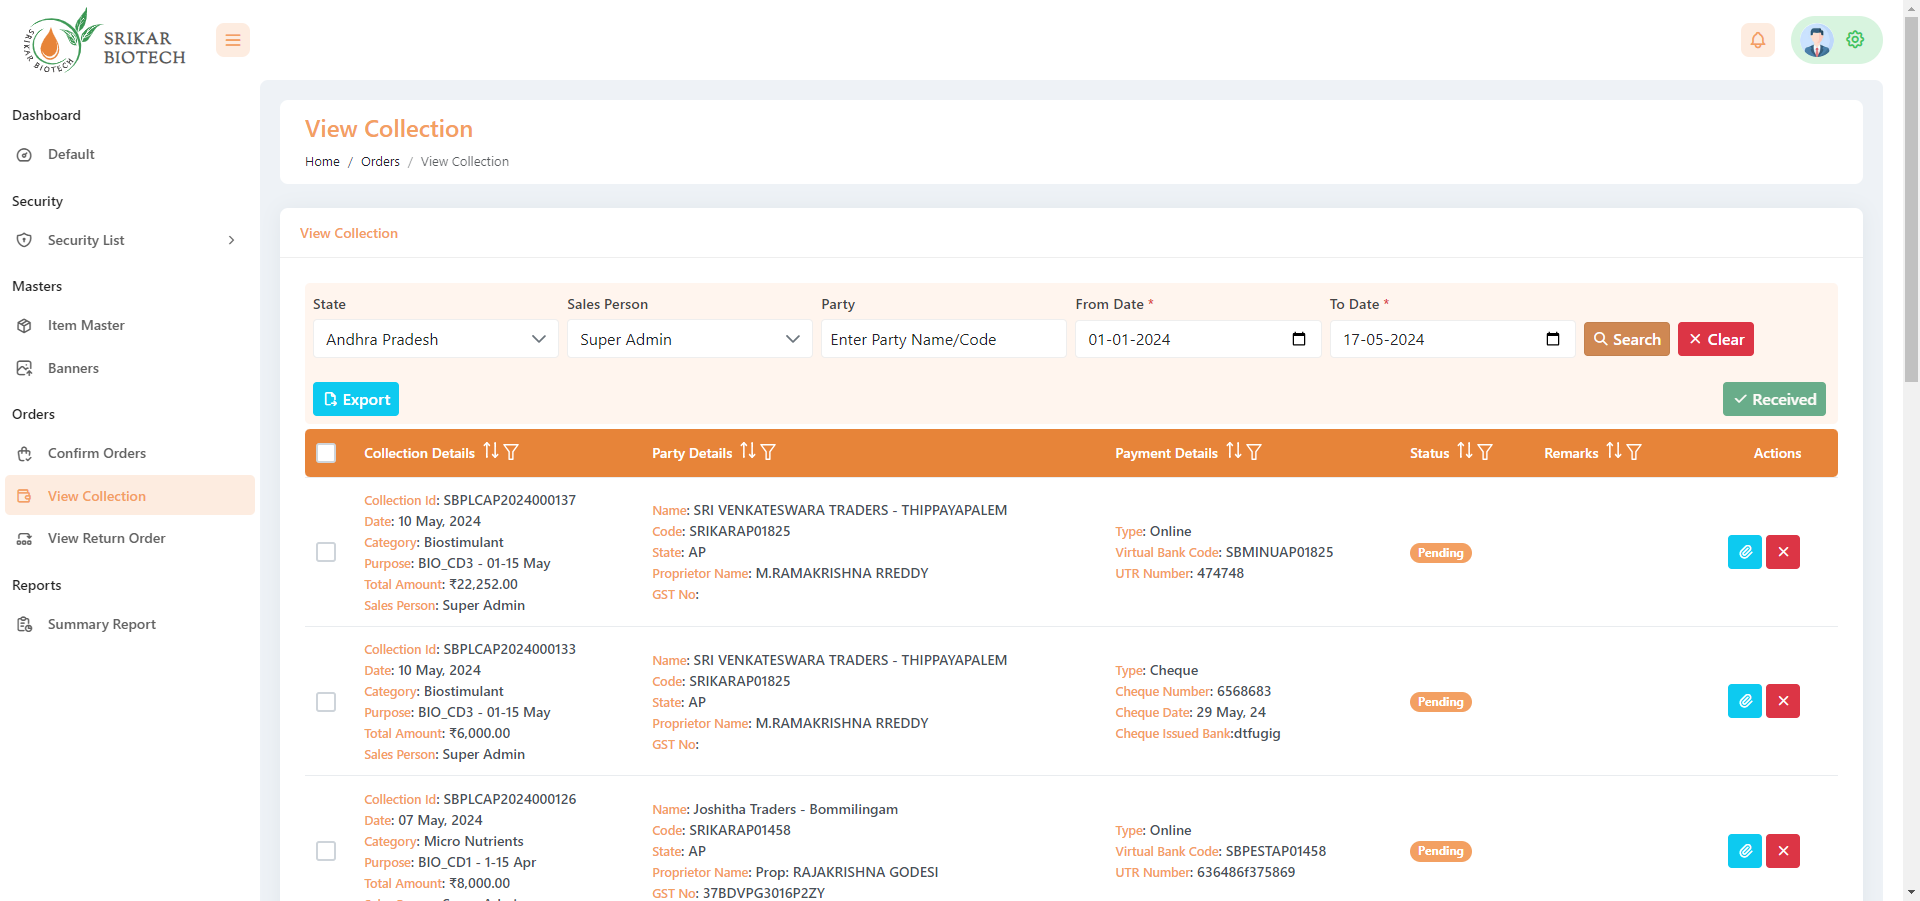 SRIKAR BIOTECH
SRIKAR
BIOTECH
Dashboard
Default
Security
Security List
Masters
Item Master
Banners
Orders
Confirm Orders
View Collection
View Return Order
Reports
Summary Report
View Collection
Home / Orders / View Collection
View Collection
State Sales Person Party From Date * To Date *
Andhra Pradesh Super Admin Enter Party Name/Code 01-01-2024 17-05-2024 Search Clear
Export Received
Collection Details Party Details Payment Details Status Remarks Actions
Collection Id: SBPLCAP2024000137
Date: 10 May, 2024
Category: Biostimulant
Purpose: BIO_CD3 - 01-15 May
Total Amount: ₹22,252.00
Sales Person: Super Admin
Name: SRI VENKATESWARA TRADERS - THIPPAYAPALEM
Code: SRIKARAP01825
State: AP
Proprietor Name: M.RAMAKRISHNA RREDDY
GST No:
Type: Online
Virtual Bank Code: SBMINUAP01825
UTR Number: 474748
Pending
Collection Id: SBPLCAP2024000133
Date: 10 May, 2024
Category: Biostimulant
Purpose: BIO_CD3 - 01-15 May
Total Amount: ₹6,000.00
Sales Person: Super Admin
Name: SRI VENKATESWARA TRADERS - THIPPAYAPALEM
Code: SRIKARAP01825
State: AP
Proprietor Name: M.RAMAKRISHNA RREDDY
GST No:
Type: Cheque
Cheque Number: 6568683
Cheque Date: 29 May, 24
Cheque Issued Bank:dtfugig
Pending
Collection Id: SBPLCAP2024000126
Date: 07 May, 2024
Category: Micro Nutrients
Purpose: BIO_CD1 - 1-15 Apr
Total Amount: ₹8,000.00
Name: Joshitha Traders - Bommilingam
Code: SRIKARAP01458
State: AP
Proprietor Name: Prop: RAJAKRISHNA GODESI
GST No: 37BDVPG3016P2ZY
Type: Online
Virtual Bank Code: SBPESTAP01458
UTR Number: 636486f375869
Pending